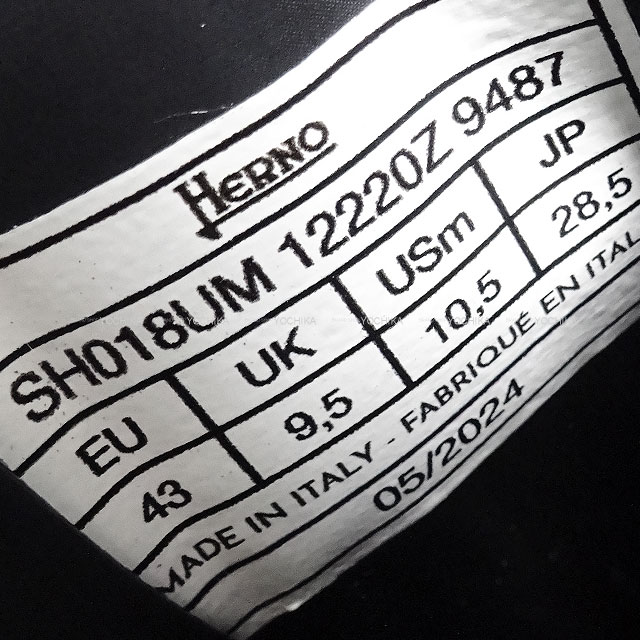 HERNO
SH018UM 12220Z 9487
EU UK USm JP
43 9,5 10,5 28,5
MADE IN ITALY - FABRIQUÉ EN ITAL
05/2024